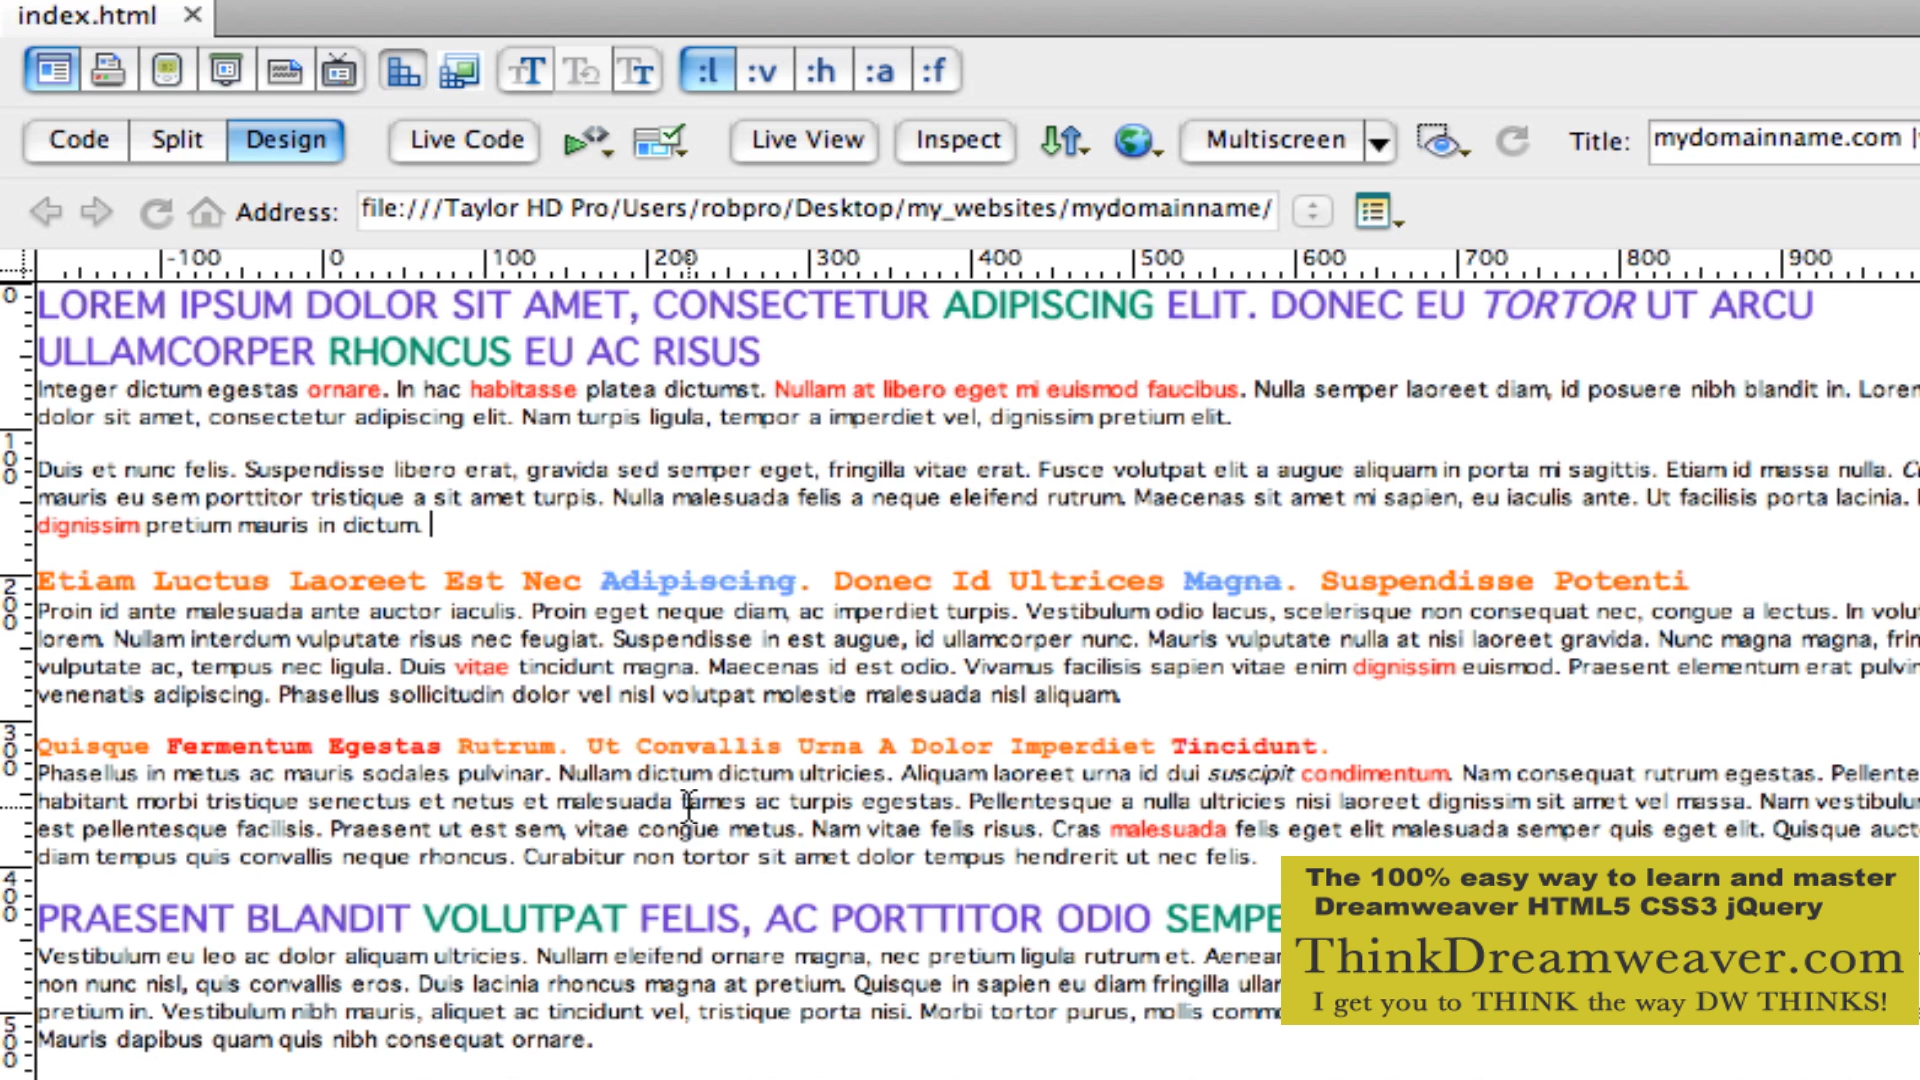 index.html
:l :v :h :a :f
Code Split Design Live Code Live View Inspect Multiscreen Title: mydomainname.com |
Address: file:///Taylor HD Pro/Users/robpro/Desktop/my_websites/mydomainname/
-100 0 100 200 300 400 500 600 700 800 900
LOREM IPSUM DOLOR SIT AMET, CONSECTETUR ADIPISCING ELIT. DONEC EU TORTOR UT ARCU
ULLAMCORPER RHONCUS EU AC RISUS
Integer dictum egestas ornare. In hac habitasse platea dictumst. Nullam at libero eget mi euismod faucibus. Nulla semper laoreet diam, id posuere nibh blandit in.
dolor sit amet, consectetur adipiscing elit. Nam turpis ligula, tempor a imperdiet vel, dignissim pretium elit.
Duis et nunc felis. Suspendisse libero erat, gravida sed semper eget, fringilla vitae erat. Fusce volutpat elit a augue aliquam in porta mi sagittis. Etiam id massa nulla.
mauris eu sem porttitor tristique a sit amet turpis. Nulla malesuada felis a neque eleifend rutrum. Maecenas sit amet mi sapien, eu iaculis ante. Ut facilisis porta lacinia.
dignissim pretium mauris in dictum.
Etiam Luctus Laoreet Est Nec Adipiscing. Donec Id Ultrices Magna. Suspendisse Potenti
Proin id ante malesuada ante auctor iaculis. Proin eget neque diam, ac imperdiet turpis. Vestibulum odio lacus, scelerisque non consequat nec, congue a lectus. In
lorem. Nullam interdum vulputate risus nec feugiat. Suspendisse in est augue, id ullamcorper nunc. Mauris vulputate nulla at nisi laoreet gravida. Nunc magna magna,
vulputate ac, tempus nec ligula. Duis vitae tincidunt magna. Maecenas id est odio. Vivamus facilisis sapien vitae enim dignissim euismod. Praesent elementum erat
venenatis adipiscing. Phasellus sollicitudin dolor vel nisl volutpat molestie malesuada nisl aliquam.
Quisque Fermentum Egestas Rutrum. Ut Convallis Urna A Dolor Imperdiet Tincidunt.
Phasellus in metus ac mauris sodales pulvinar. Nullam dictum dictum ultricies. Aliquam laoreet urna id dui suscipit condimentum. Nam consequat rutrum egestas.
habitant morbi tristique senectus et netus et malesuada fames ac turpis egestas. Pellentesque a nulla ultricies nisi laoreet dignissim sit amet vel massa. Nam
est pellentesque facilisis. Praesent ut est sem, vitae congue metus. Nam vitae felis risus. Cras malesuada felis eget elit malesuada semper quis eget elit. Quisque
diam tempus quis convallis neque rhoncus. Curabitur non tortor sit amet dolor tempus hendrerit ut nec felis.
PRAESENT BLANDIT VOLUTPAT FELIS, AC PORTTITOR ODIO SEMPE
Vestibulum eu leo ac dolor aliquam ultricies. Nullam eleifend ornare magna, nec pretium ligula rutrum et. Aenean
non nunc nisl, quis convallis eros. Duis lacinia rhoncus magna at pretium. Quisque in sapien eu diam fringilla
pretium in. Vestibulum nibh mauris, aliquet ac tincidunt vel, tristique porta nisi. Morbi tortor purus, mollis
Mauris dapibus quam quis nibh consequat ornare.
The 100% easy way to learn and master
Dreamweaver HTML5 CSS3 jQuery
ThinkDreamweaver.com
I get you to THINK the way DW THINKS!